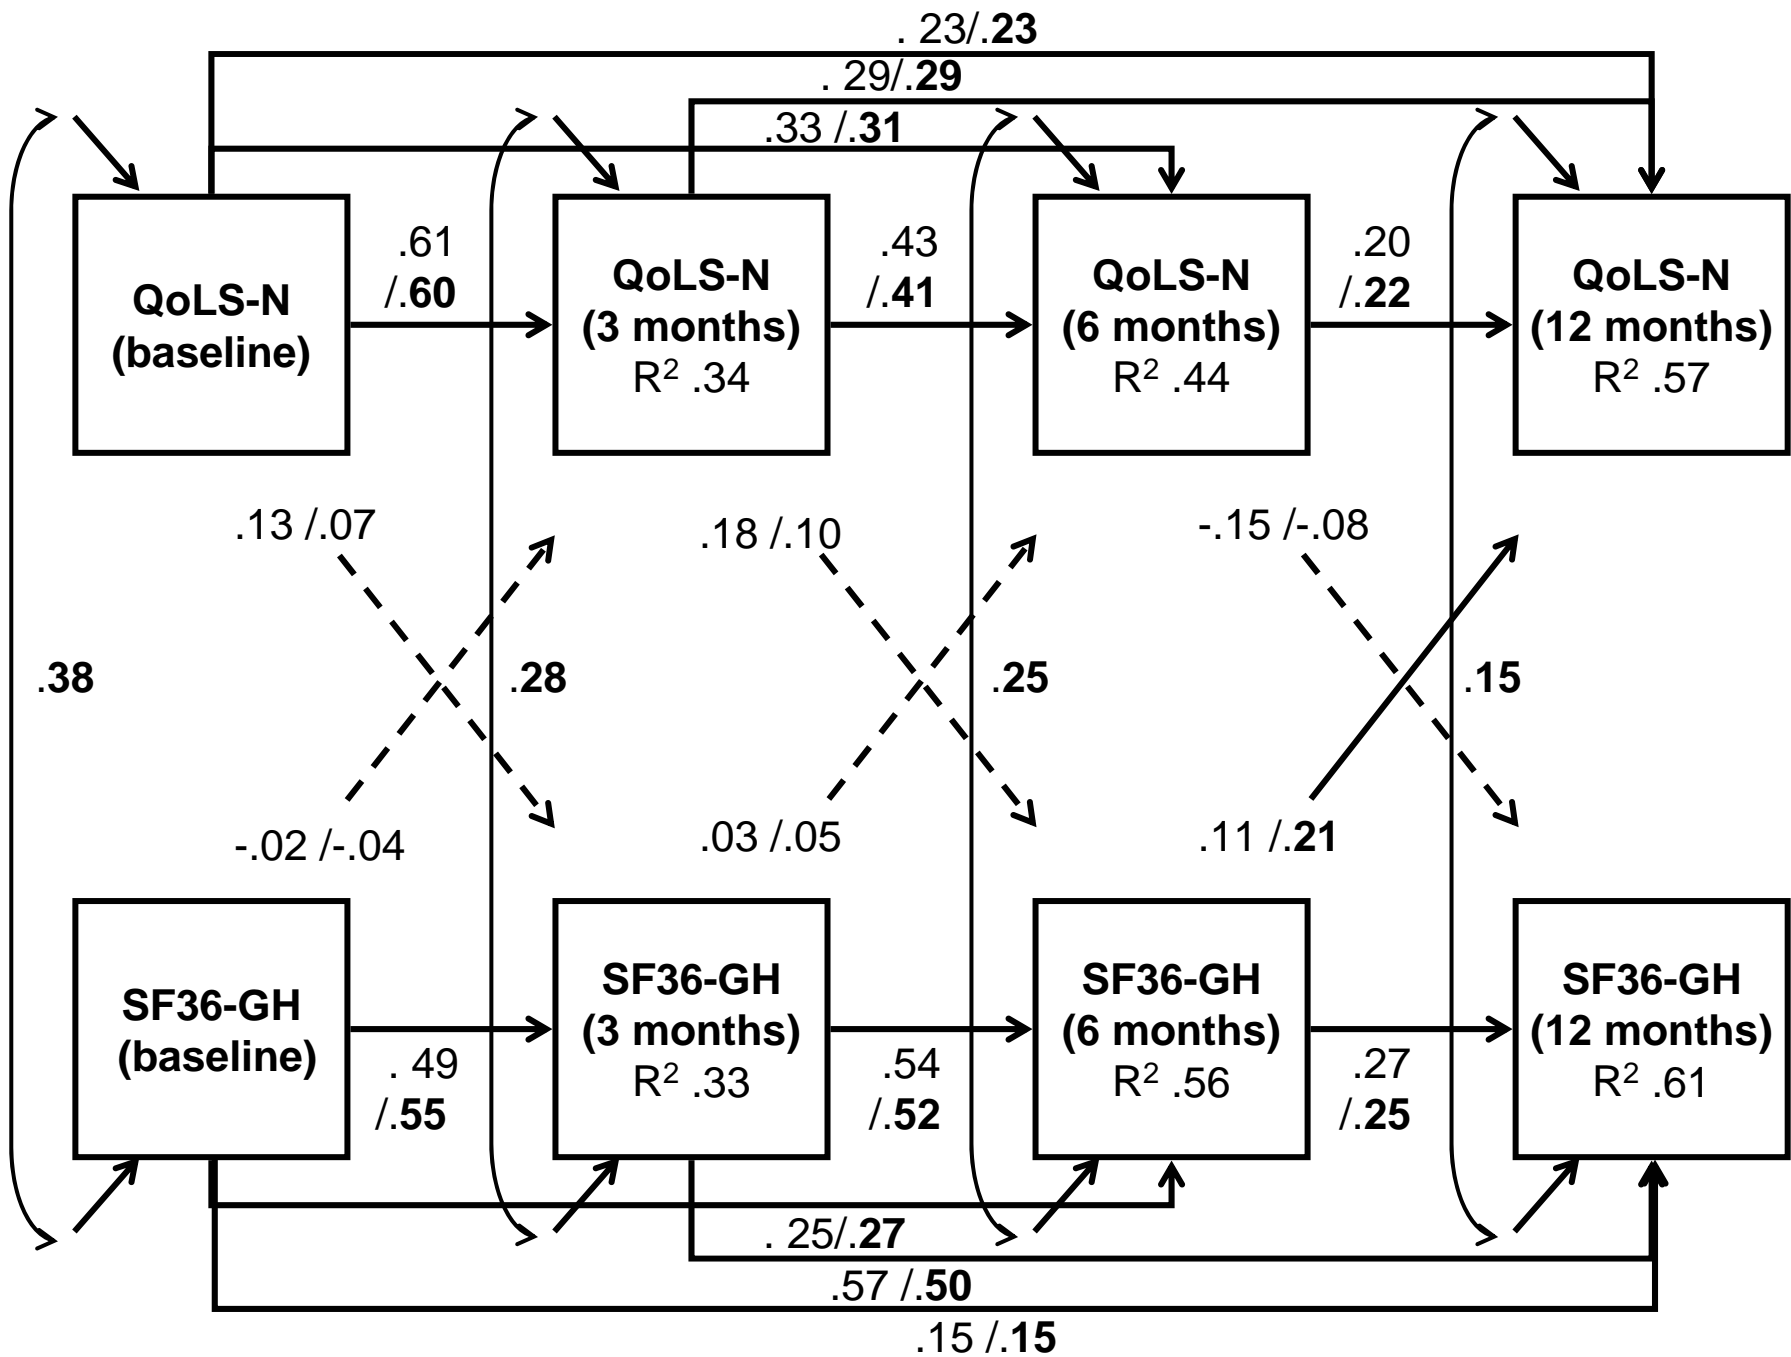 . 23/.23
. 29/.29
.33 /.31
QoLS-N
(baseline)
.61
/.60
QoLS-N
(3 months)
R² .34
.43
/.41
QoLS-N
(6 months)
R² .44
.20
/.22
QoLS-N
(12 months)
R² .57
.13 /.07
.18 /.10
-.15 /-.08
.38
.28
.25
.15
-.02 /-.04
.03 /.05
.11 /.21
SF36-GH
(baseline)
. 49
/.55
SF36-GH
(3 months)
R² .33
.54
/.52
SF36-GH
(6 months)
R² .56
.27
/.25
SF36-GH
(12 months)
R² .61
. 25/.27
.57 /.50
.15 /.15